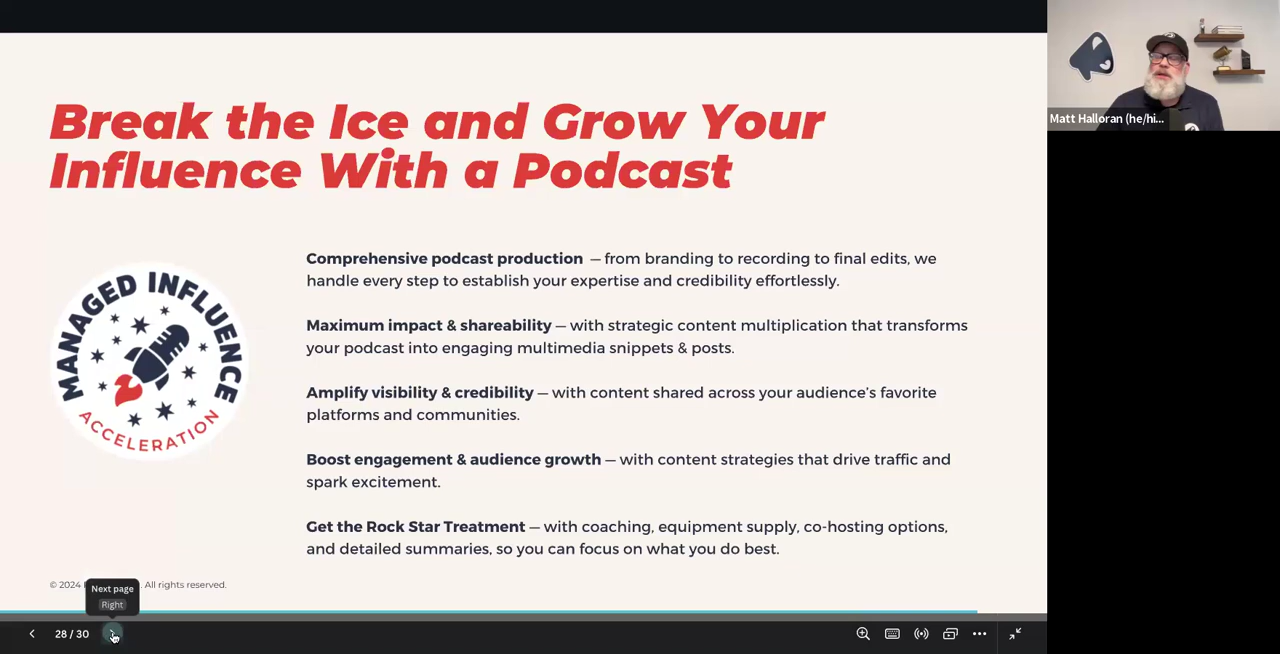 Break the Ice and Grow Your
Influence With a Podcast
MANAGED INFLUENCE
ACCELERATION
Comprehensive podcast production — from branding to recording to final edits, we
handle every step to establish your expertise and credibility effortlessly.
Maximum impact & shareability — with strategic content multiplication that transforms
your podcast into engaging multimedia snippets & posts.
Amplify visibility & credibility — with content shared across your audience's favorite
platforms and communities.
Boost engagement & audience growth — with content strategies that drive traffic and
spark excitement.
Get the Rock Star Treatment — with coaching, equipment supply, co-hosting options,
and detailed summaries, so you can focus on what you do best.
© 2024 All rights reserved.
Next page
Right
28 / 30
Matt Halloran (he/hi...